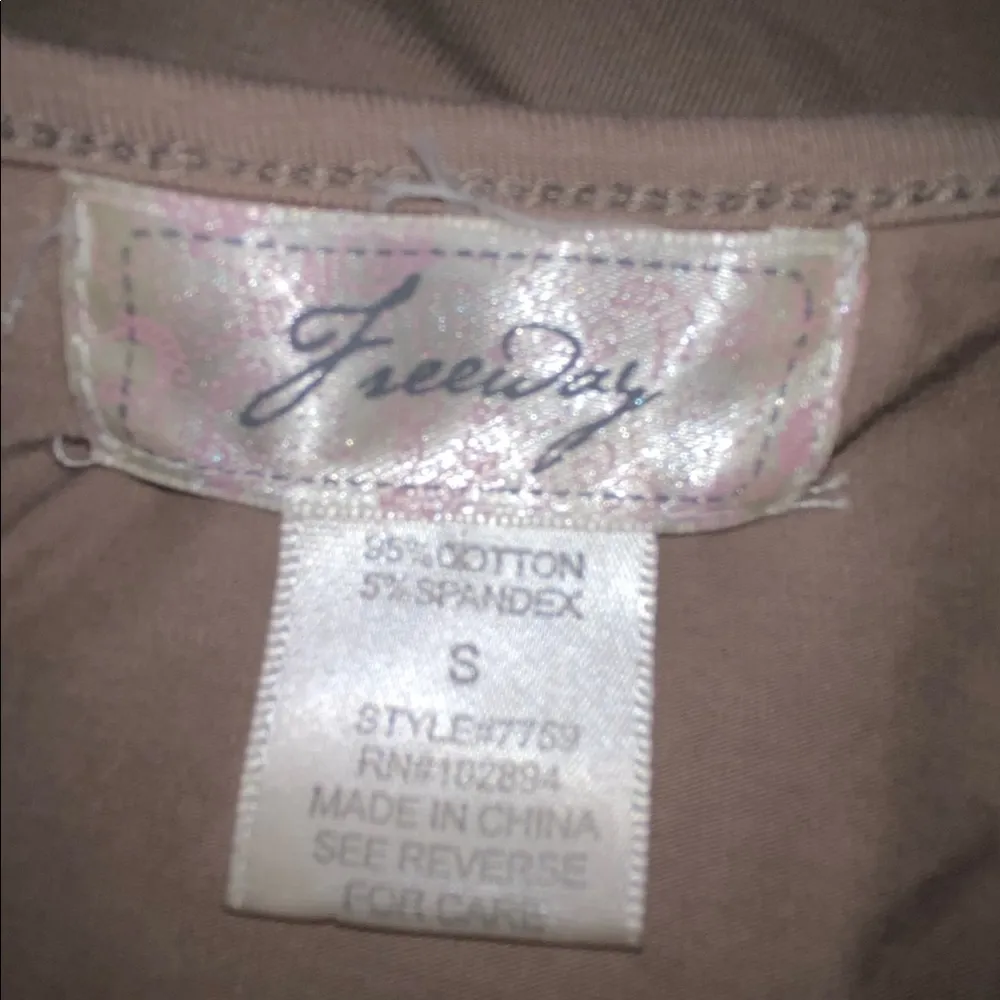 Freeway
95% COTTON
5% SPANDEX
S
STYLE#7759
RN#102894
MADE IN CHINA
SEE REVERSE
FOR CARE